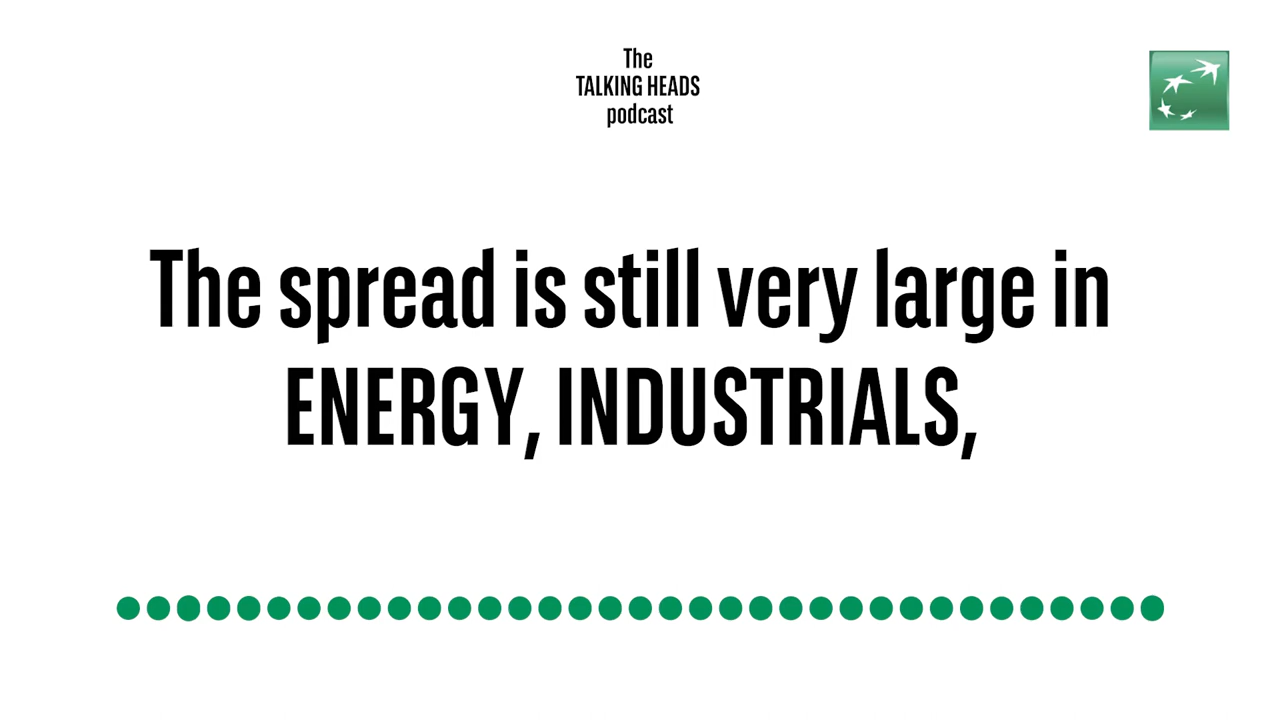 The
TALKING HEADS
podcast
The spread is still very large in
ENERGY, INDUSTRIALS,